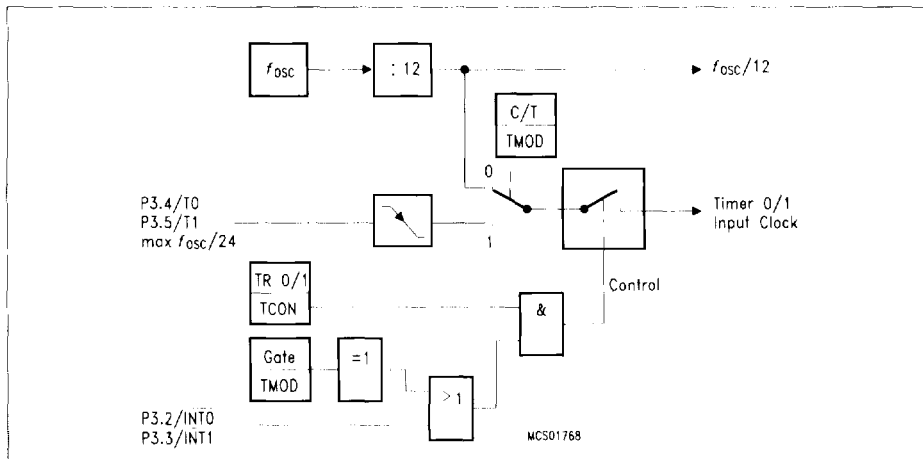 fOSC
: 12
fOSC/12
C/T
TMOD
0
P3.4/T0
P3.5/T1
max fOSC/24
1
Timer 0/1
Input Clock
TR 0/1
TCON
&
Control
Gate
TMOD
=1
>1
P3.2/INT0
P3.3/INT1
MCS01768